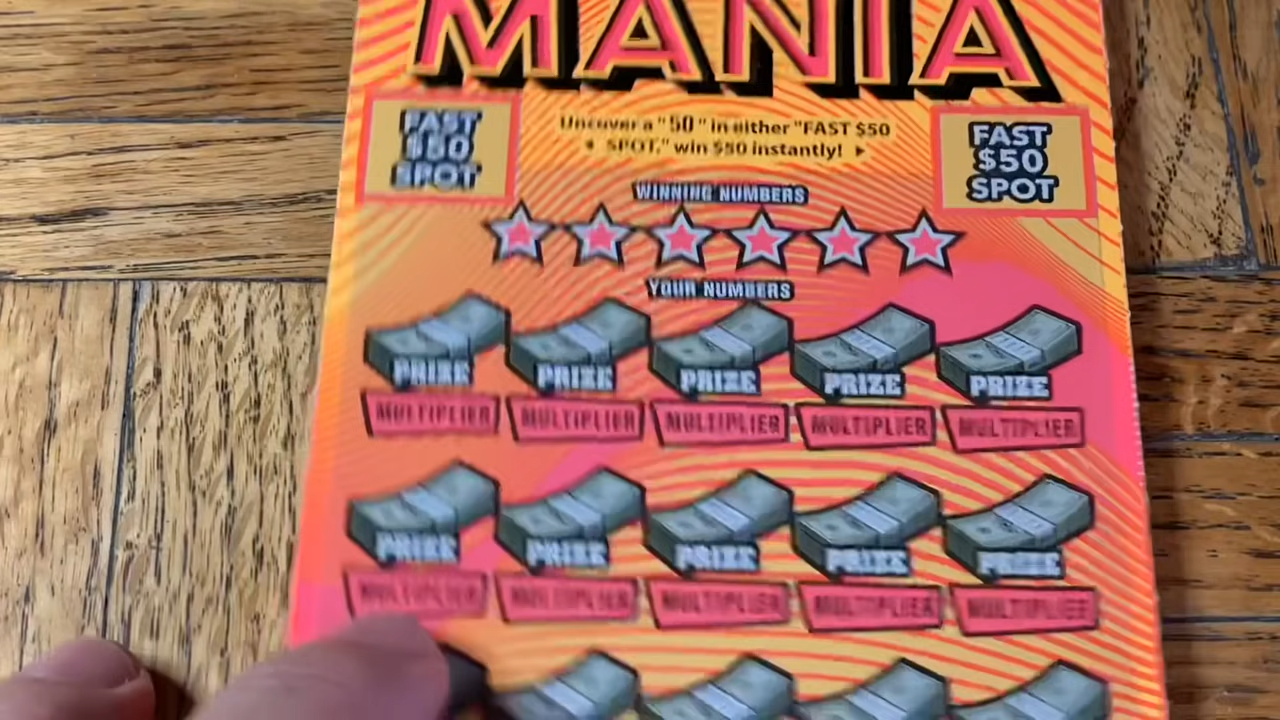 MANIA
FAST
$50
SPOT
Uncover a "50" in either "FAST $50
SPOT," win $50 instantly!
FAST
$50
SPOT
WINNING NUMBERS
YOUR NUMBERS
PRIZE PRIZE PRIZE PRIZE PRIZE
MULTIPLIER MULTIPLIER MULTIPLIER MULTIPLIER MULTIPLIER
PRIZE PRIZE PRIZE PRIZE PRIZE
MULTIPLIER MULTIPLIER MULTIPLIER MULTIPLIER MULTIPLIER